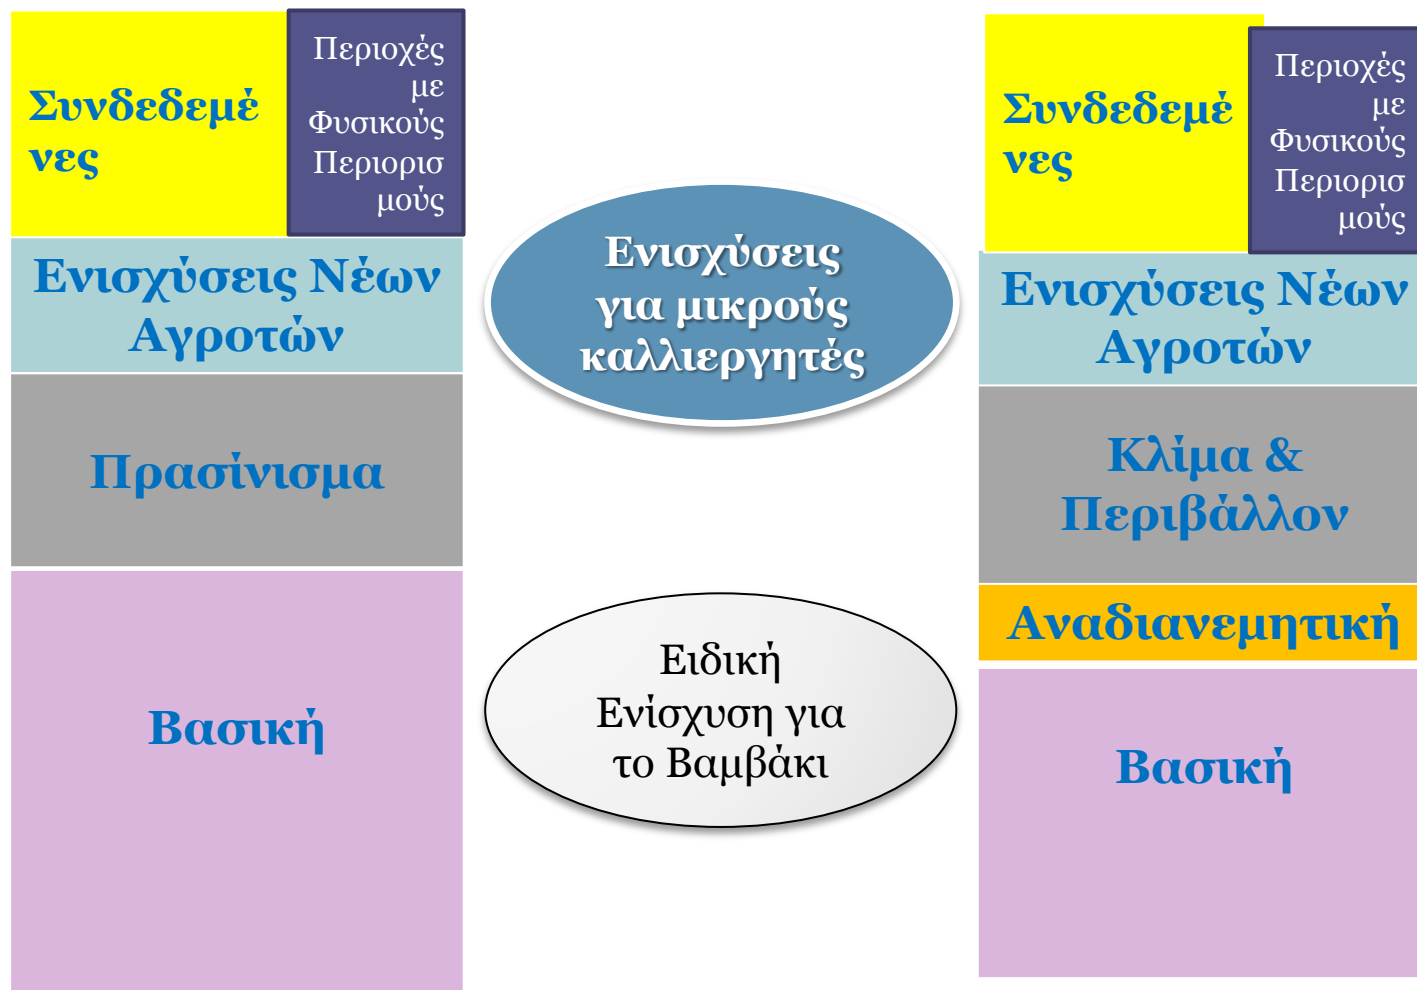 Συνδεδεμέ
νες
Περιοχές
με
Φυσικούς
Περιορισ
μούς
Ενισχύσεις Νέων
Αγροτών
Πρασίνισμα
Βασική
Ενισχύσεις
για μικρούς
καλλιεργητές
Ειδική
Ενίσχυση για
το Βαμβάκι
Συνδεδεμέ
νες
Περιοχές
με
Φυσικούς
Περιορισ
μούς
Ενισχύσεις Νέων
Αγροτών
Κλίμα &
Περιβάλλον
Αναδιανεμητική
Βασική